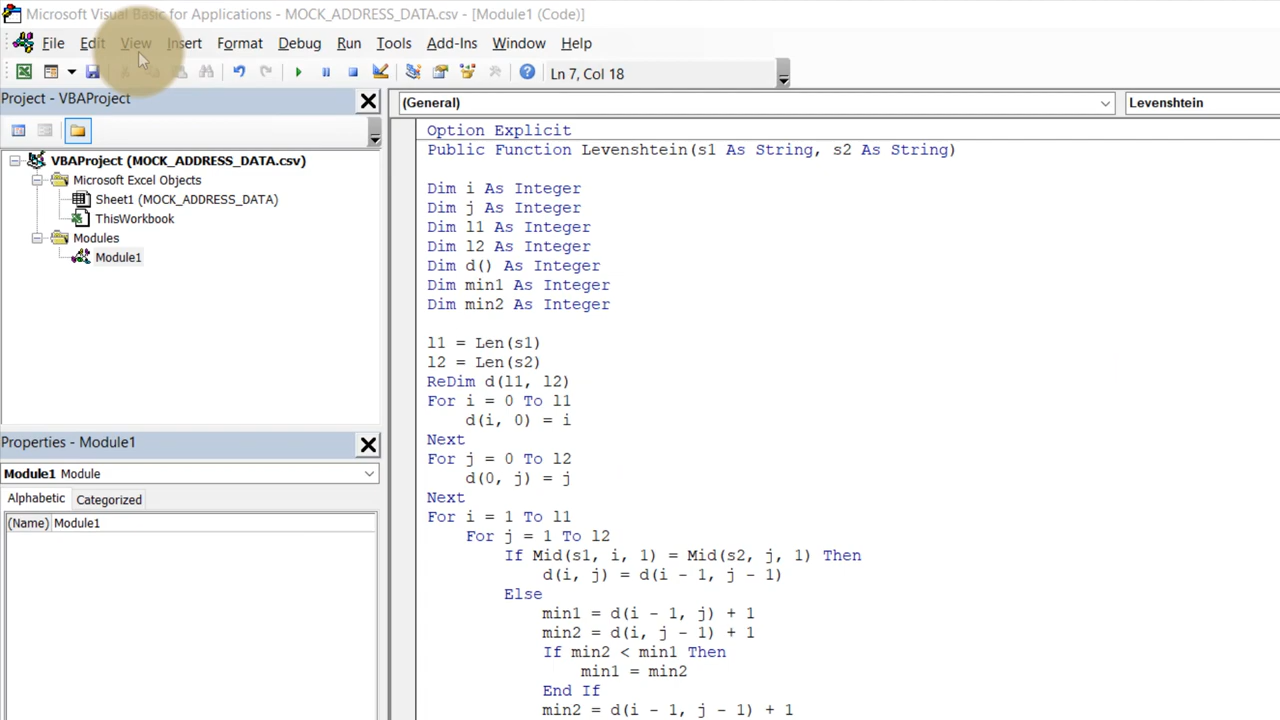 Microsoft Visual Basic for Applications - MOCK_ADDRESS_DATA.csv - [Module1 (Code)]
File Edit View Insert Format Debug Run Tools Add-Ins Window Help
Ln 7, Col 18
Project - VBAProject
(General)
Levenshtein
VBAProject (MOCK_ADDRESS_DATA.csv)
Microsoft Excel Objects
Sheet1 (MOCK_ADDRESS_DATA)
ThisWorkbook
Modules
Module1
Properties - Module1
Module1 Module
Alphabetic Categorized
(Name) Module1
Option Explicit
Public Function Levenshtein(s1 As String, s2 As String)
Dim i As Integer
Dim j As Integer
Dim l1 As Integer
Dim l2 As Integer
Dim d() As Integer
Dim min1 As Integer
Dim min2 As Integer
l1 = Len(s1)
l2 = Len(s2)
ReDim d(l1, l2)
For i = 0 To l1
d(i, 0) = i
Next
For j = 0 To l2
d(0, j) = j
Next
For i = 1 To l1
For j = 1 To l2
If Mid(s1, i, 1) = Mid(s2, j, 1) Then
d(i, j) = d(i - 1, j - 1)
Else
min1 = d(i - 1, j) + 1
min2 = d(i, j - 1) + 1
If min2 < min1 Then
min1 = min2
End If
min2 = d(i - 1, j - 1) + 1